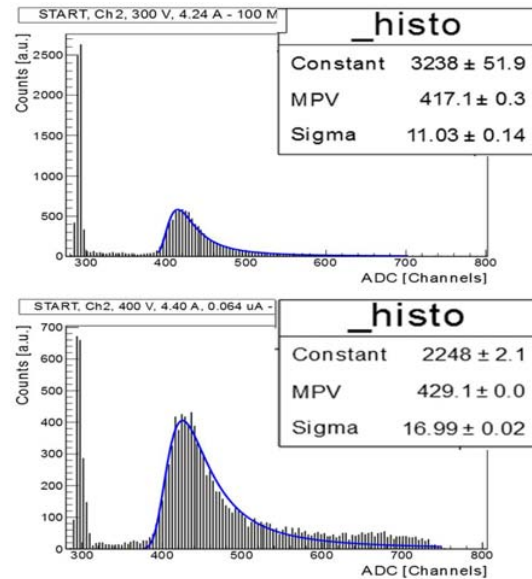 START, Ch2, 300 V, 4.24 A - 100 M
_histo
Constant 3238 ± 51.9
MPV 417.1 ± 0.3
Sigma 11.03 ± 0.14
Counts [a.u.]
2500
2000
1500
1000
500
0
300 400 500 600 700 800
ADC [Channels]
START, Ch2, 400 V, 4.40 A, 0.064 uA -
_histo
Constant 2248 ± 2.1
MPV 429.1 ± 0.0
Sigma 16.99 ± 0.02
Counts [a.u.]
700
600
500
400
300
200
100
0
300 400 500 600 700 800
ADC [Channels]